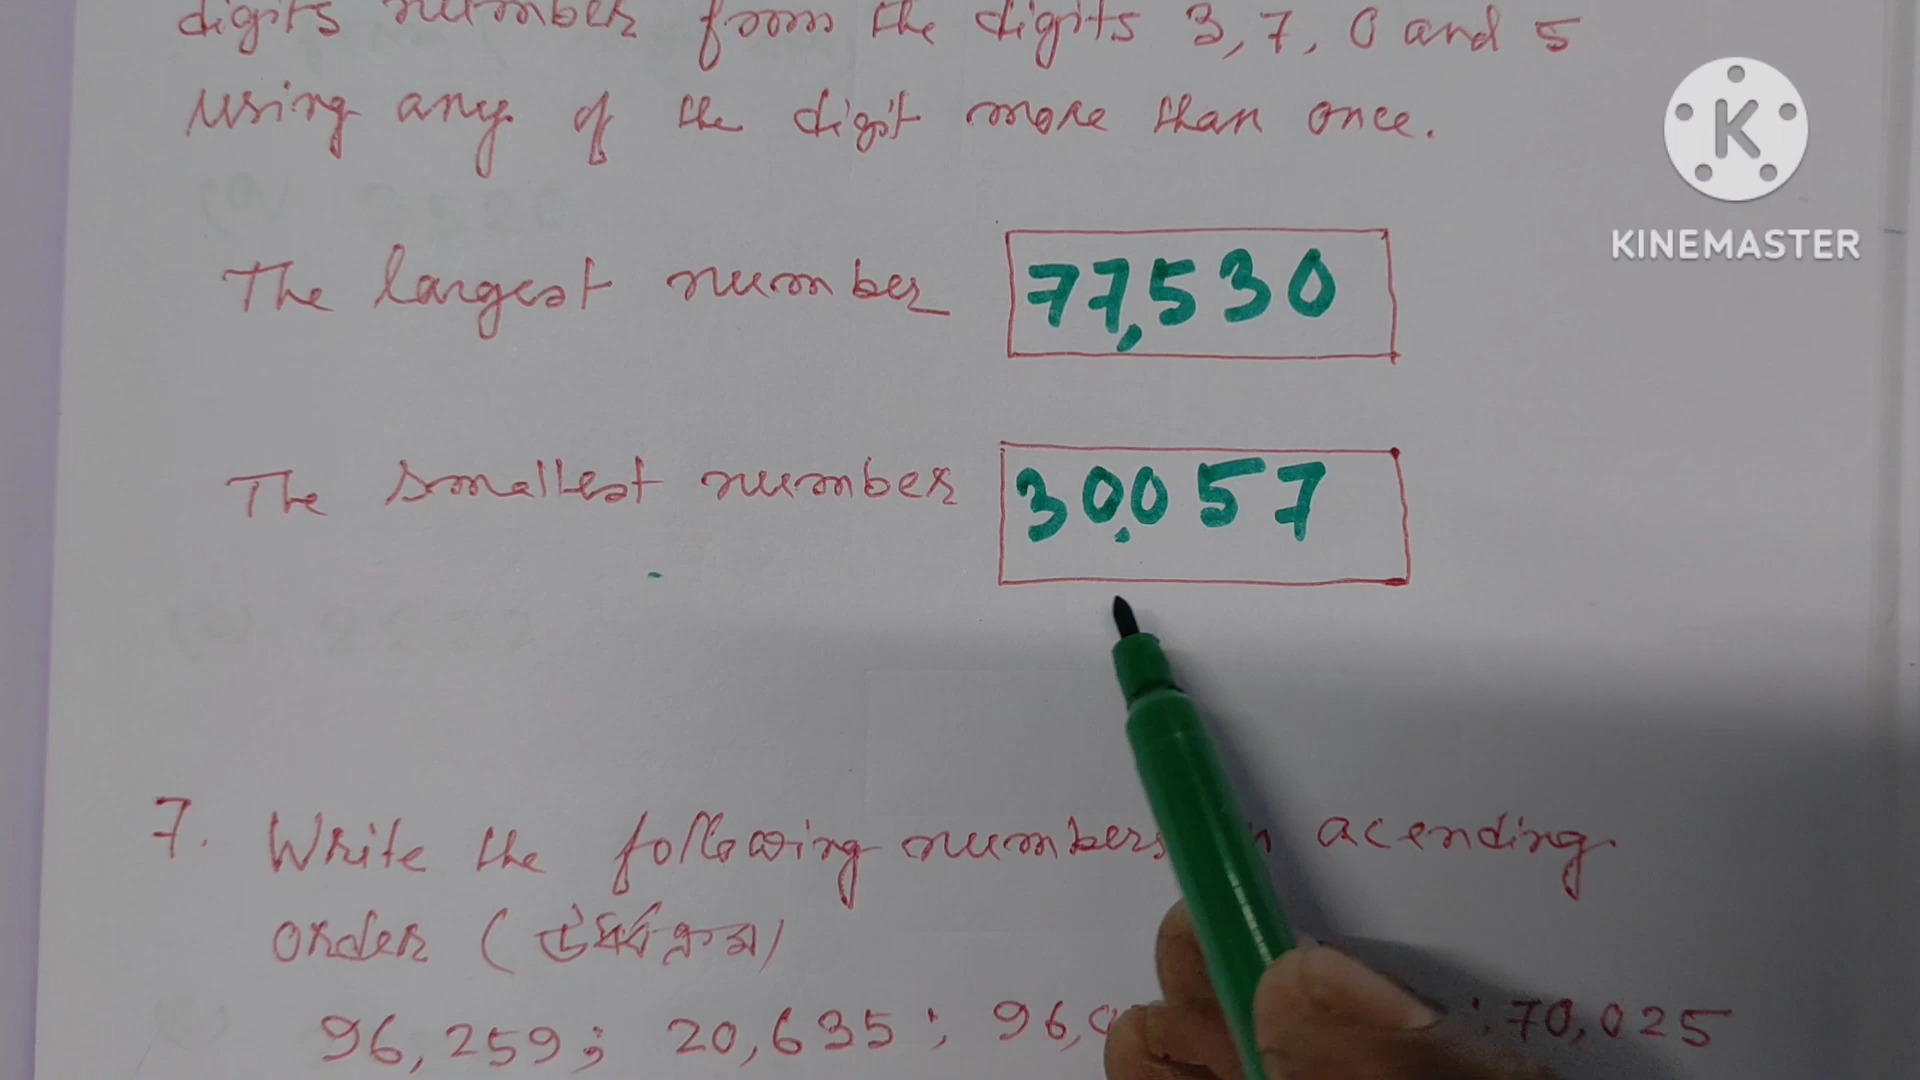 digits number from the digits 3, 7, 0 and 5
using any of the digit more than once.
The largest number 77,530
The smallest number 30,057
7. Write the following numbers acending
order (
96,259; 20,635; 96, ; 70,025
K
KINEMASTER